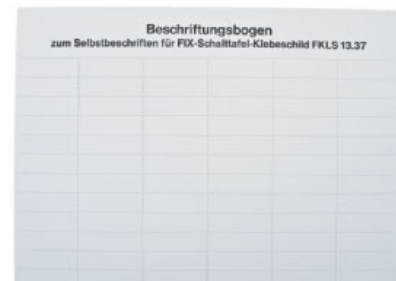 Beschriftungsbogen
zum Selbstbeschriften für FIX-Schalttafel-Klebeschild FKLS 13.37